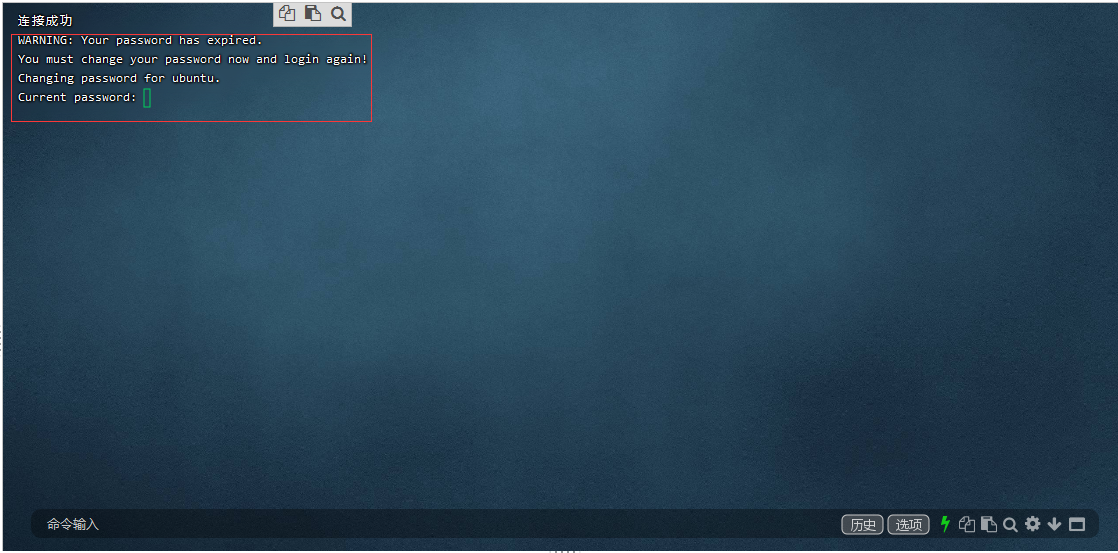 连接成功
WARNING: Your password has expired.
You must change your password now and login again!
Changing password for ubuntu.
Current password:
命令输入
历史 选项